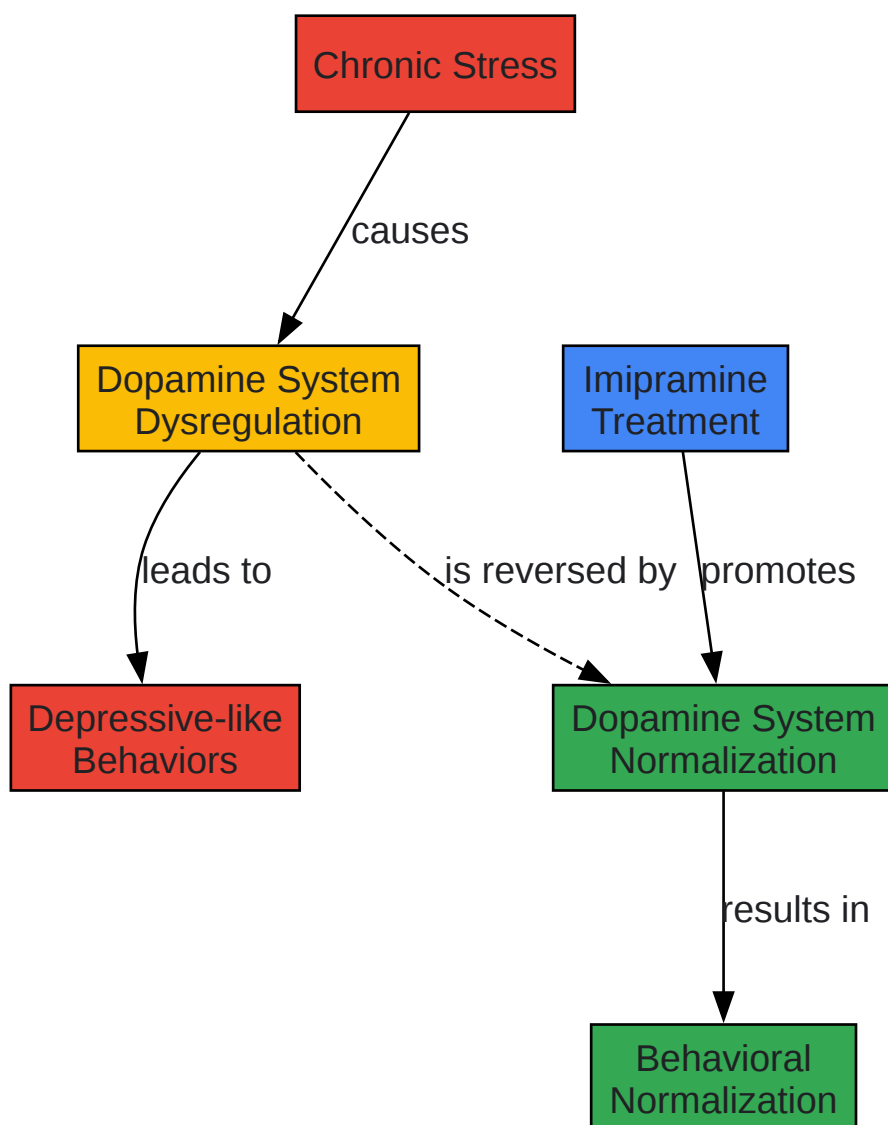 Chronic Stress
causes
Dopamine System
Dysregulation
Imipramine
Treatment
leads to
is reversed by
promotes
Depressive-like
Behaviors
Dopamine System
Normalization
results in
Behavioral
Normalization